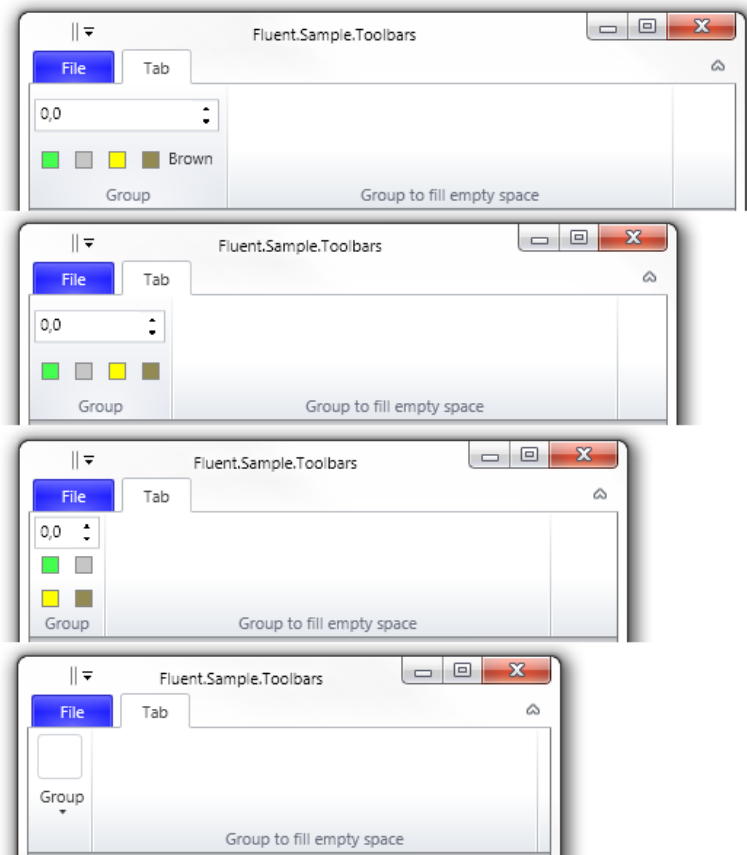 Fluent.Sample.Toolbars
File Tab
0,0
Brown
Group Group to fill empty space
Fluent.Sample.Toolbars
File Tab
0,0
Group Group to fill empty space
Fluent.Sample.Toolbars
File Tab
0,0
Group Group to fill empty space
Fluent.Sample.Toolbars
File Tab
Group
Group to fill empty space